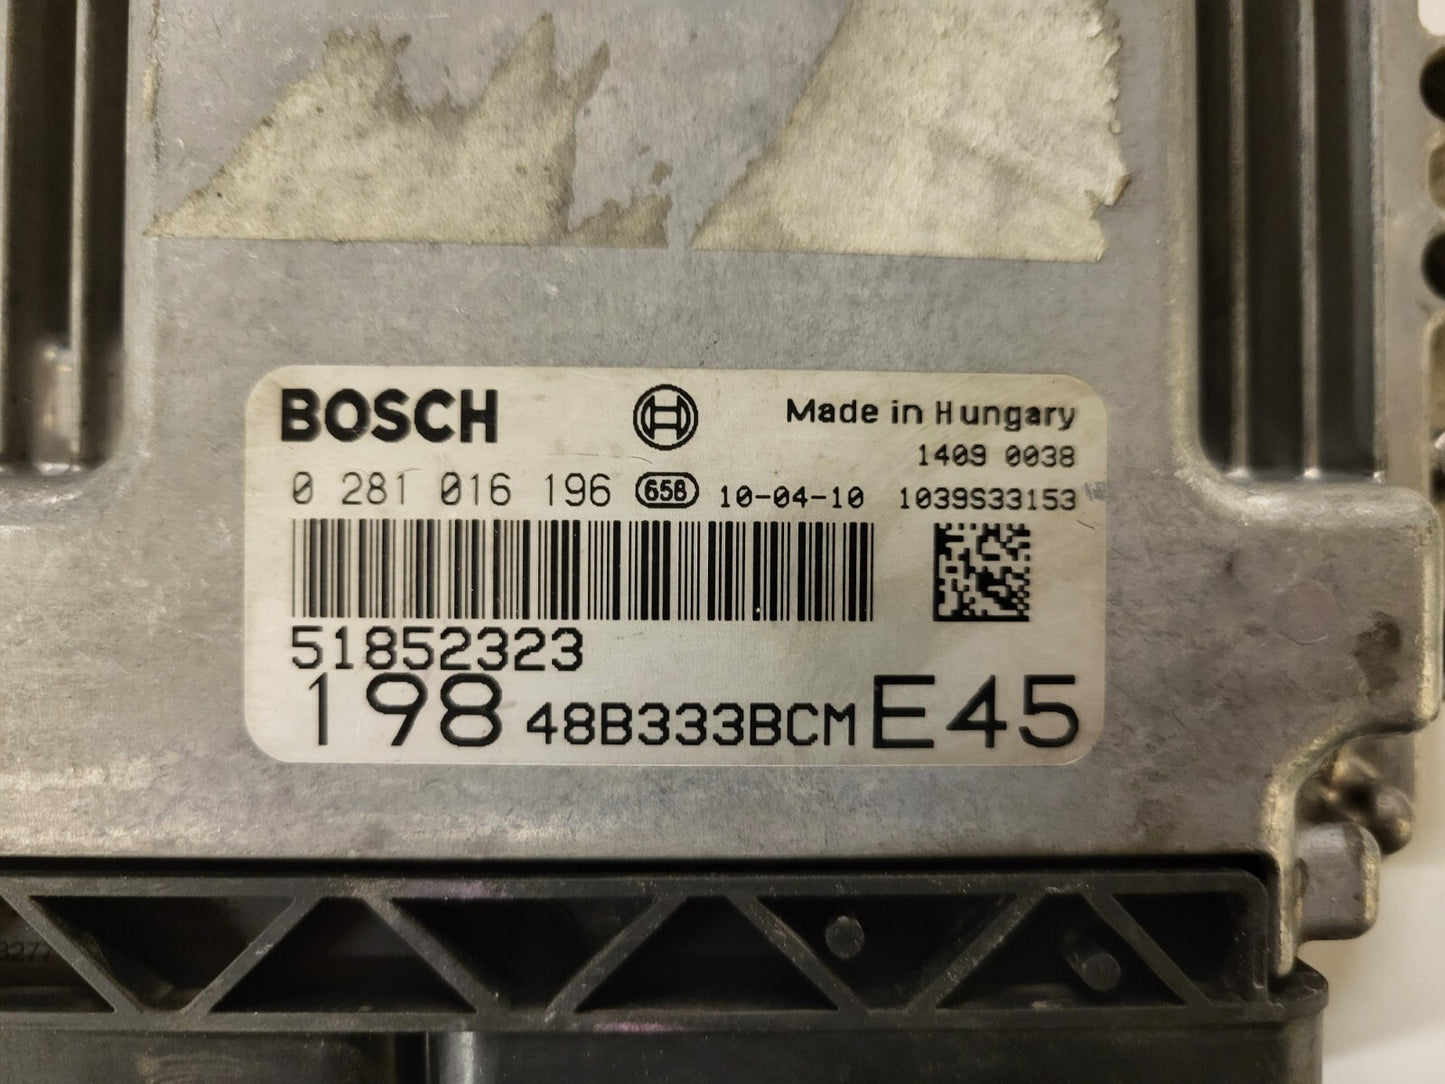 BOSCH Made in Hungary
1409 0038
0 281 016 196 658 10-04-10 1039S33153
51852323
198 48B333BCM E45